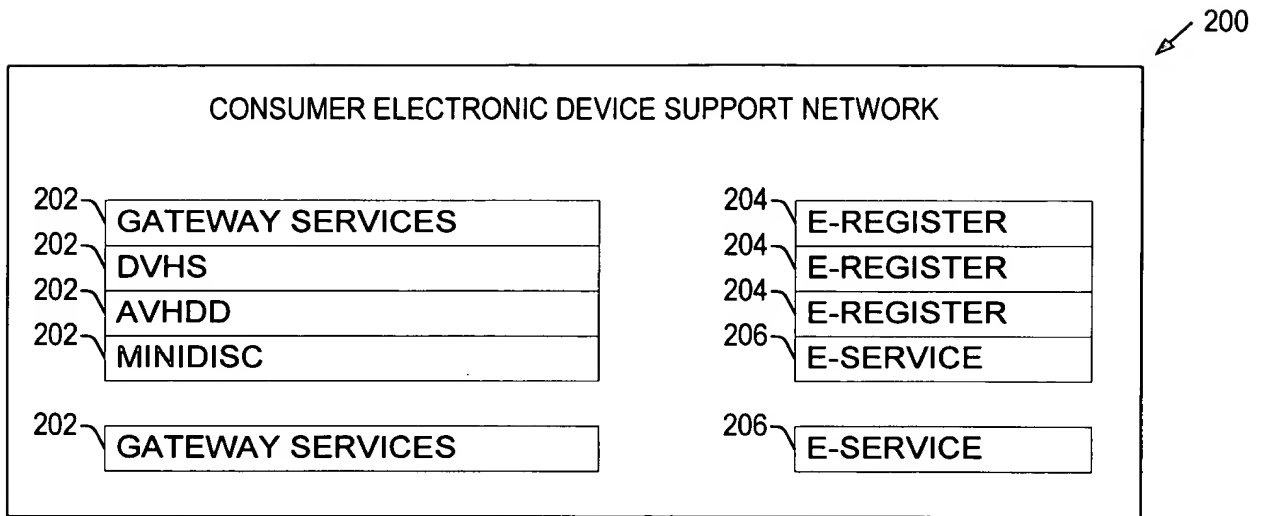 200
CONSUMER ELECTRONIC DEVICE SUPPORT NETWORK
202 GATEWAY SERVICES 204 E-REGISTER
202 DVHS 204 E-REGISTER
202 AVHDD 204 E-REGISTER
202 MINIDISC 206 E-SERVICE
202 GATEWAY SERVICES 206 E-SERVICE